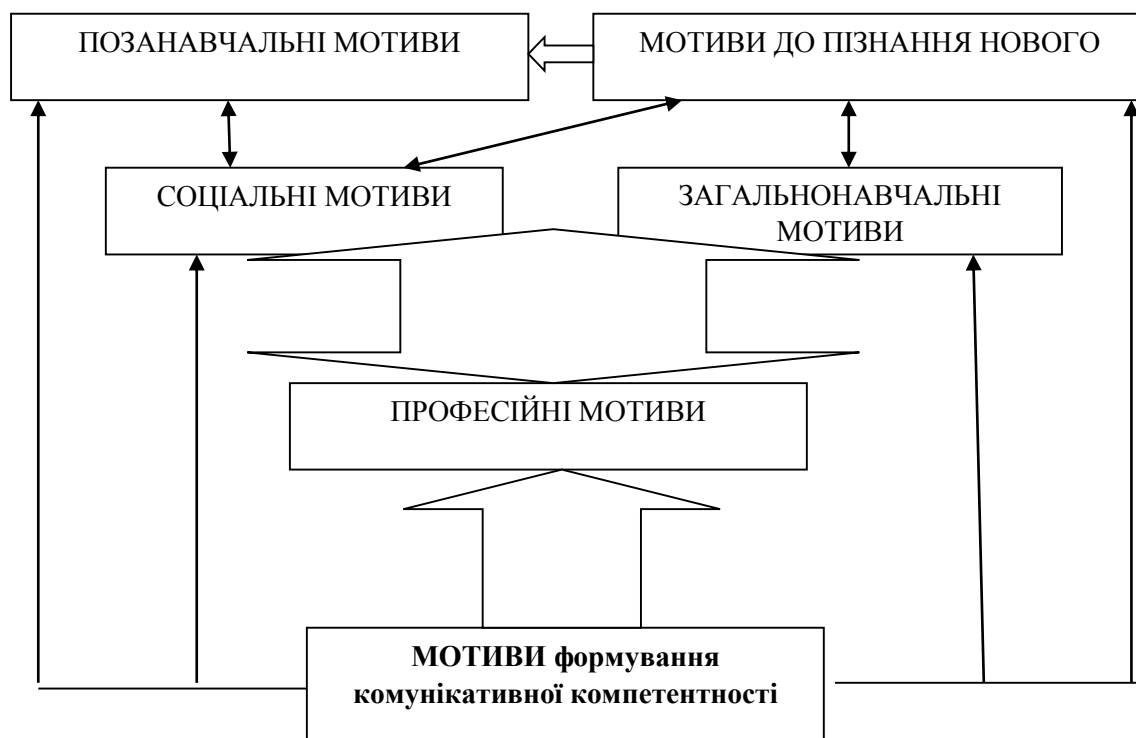 ПОЗАНАВЧАЛЬНІ МОТИВИ
МОТИВИ ДО ПІЗНАННЯ НОВОГО
СОЦІАЛЬНІ МОТИВИ
ЗАГАЛЬНОНАВЧАЛЬНІ
МОТИВИ
ПРОФЕСІЙНІ МОТИВИ
МОТИВИ формування
комунікативної компетентності